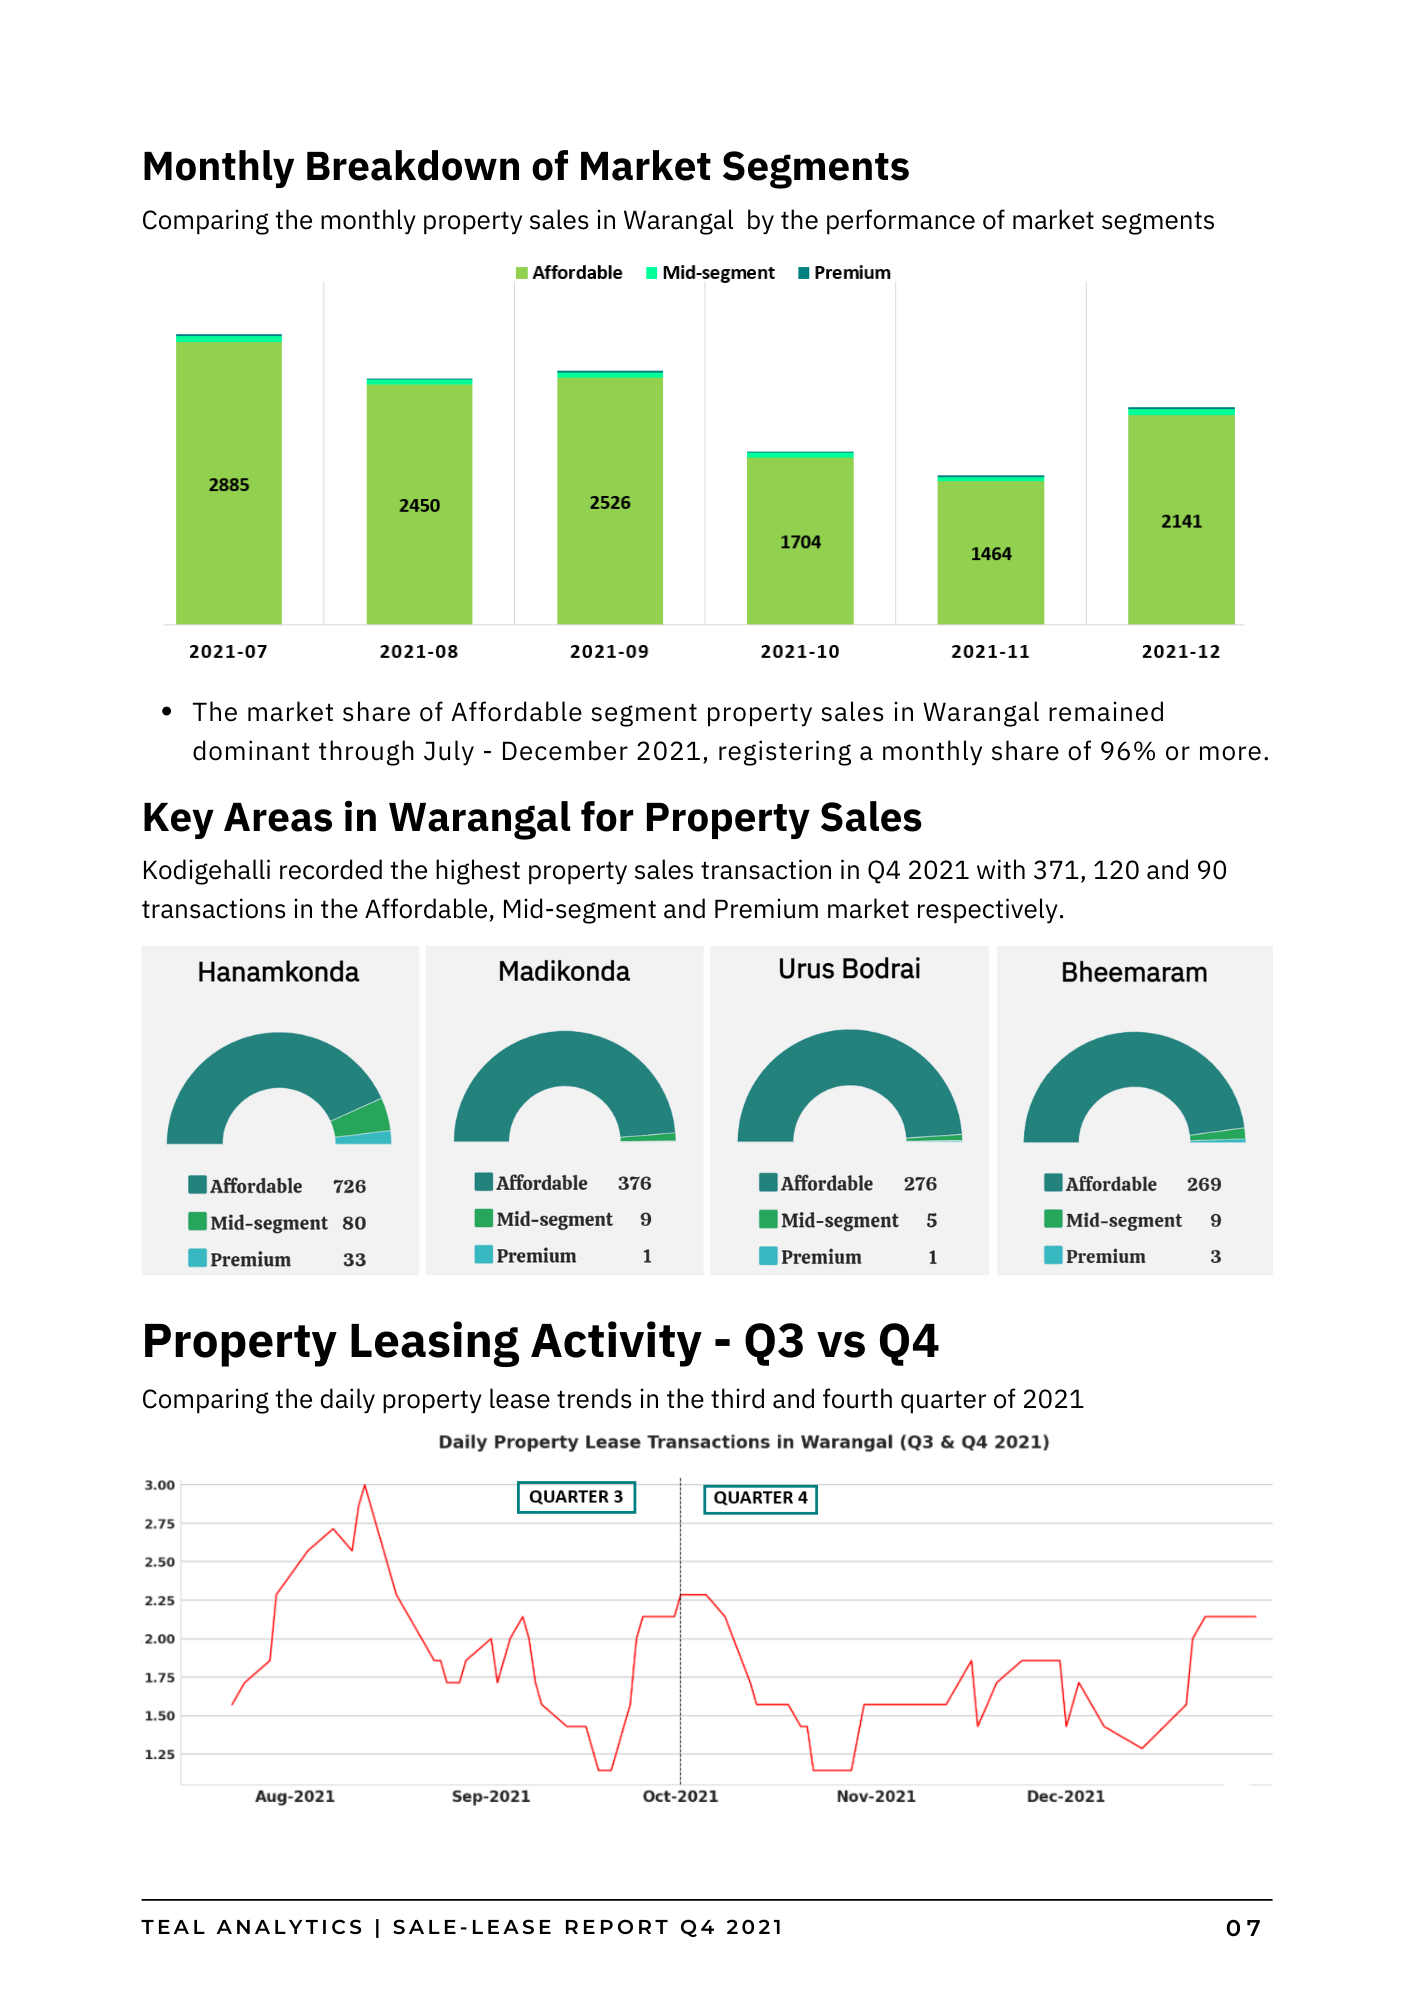 Monthly Breakdown of Market Segments
Comparing the monthly property sales in Warangal  by the performance of market segments
Affordable Mid-segment Premium
2885
2450
2526
1704
1464
2141
2021-07 2021-08 2021-09 2021-10 2021-11 2021-12
• The market share of Affordable segment property sales in Warangal remained
dominant through July - December 2021, registering a monthly share of 96% or more.
Key Areas in Warangal for Property Sales
Kodigehalli recorded the highest property sales transaction in Q4 2021 with 371, 120 and 90
transactions in the Affordable, Mid-segment and Premium market respectively.
Hanamkonda
Affordable 726
Mid-segment 80
Premium 33
Madikonda
Affordable 376
Mid-segment 9
Premium 1
Urus Bodrai
Affordable 276
Mid-segment 5
Premium 1
Bheemaram
Affordable 269
Mid-segment 9
Premium 3
Property Leasing Activity - Q3 vs Q4
Comparing the daily property lease trends in the third and fourth quarter of 2021
Daily Property Lease Transactions in Warangal (Q3 & Q4 2021)
QUARTER 3 QUARTER 4
3.00
2.75
2.50
2.25
2.00
1.75
1.50
1.25
Aug-2021 Sep-2021 Oct-2021 Nov-2021 Dec-2021
TEAL ANALYTICS | SALE-LEASE REPORT Q4 2021 07